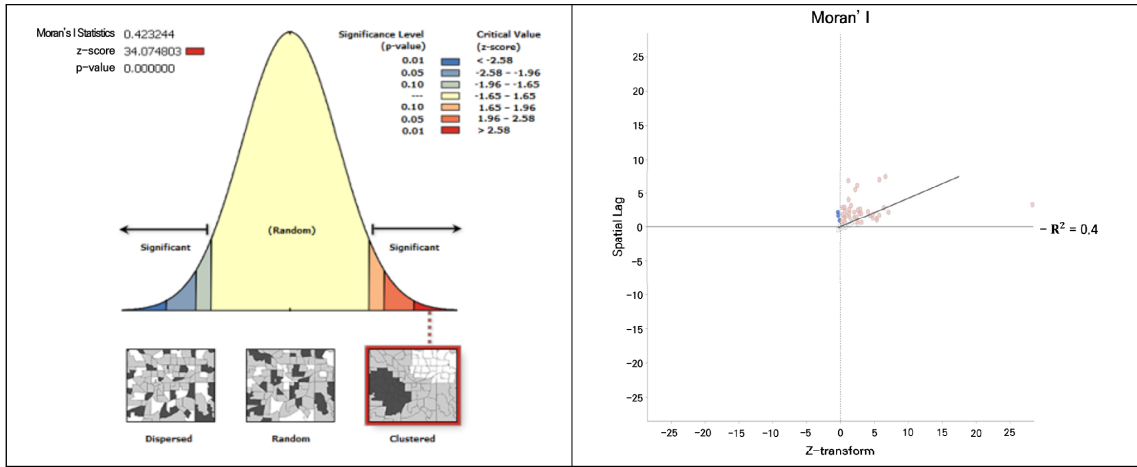 Moran's I Statistics 0.423244
z-score 34.074803
p-value 0.000000
Significance Level
(p-value)
Critical Value
(z-score)
0.01 < -2.58
0.05 -2.58 – -1.96
0.10 -1.96 – -1.65
--- -1.65 – 1.65
0.10 1.65 – 1.96
0.05 1.96 – 2.58
0.01 > 2.58
Significant
(Random)
Significant
Dispersed
Random
Clustered
Moran' I
Spatial Lag
25
20
15
10
5
0
-5
-10
-15
-20
-25
– R² = 0.4
-25 -20 -15 -10 -5 0 5 10 15 20 25
Z-transform